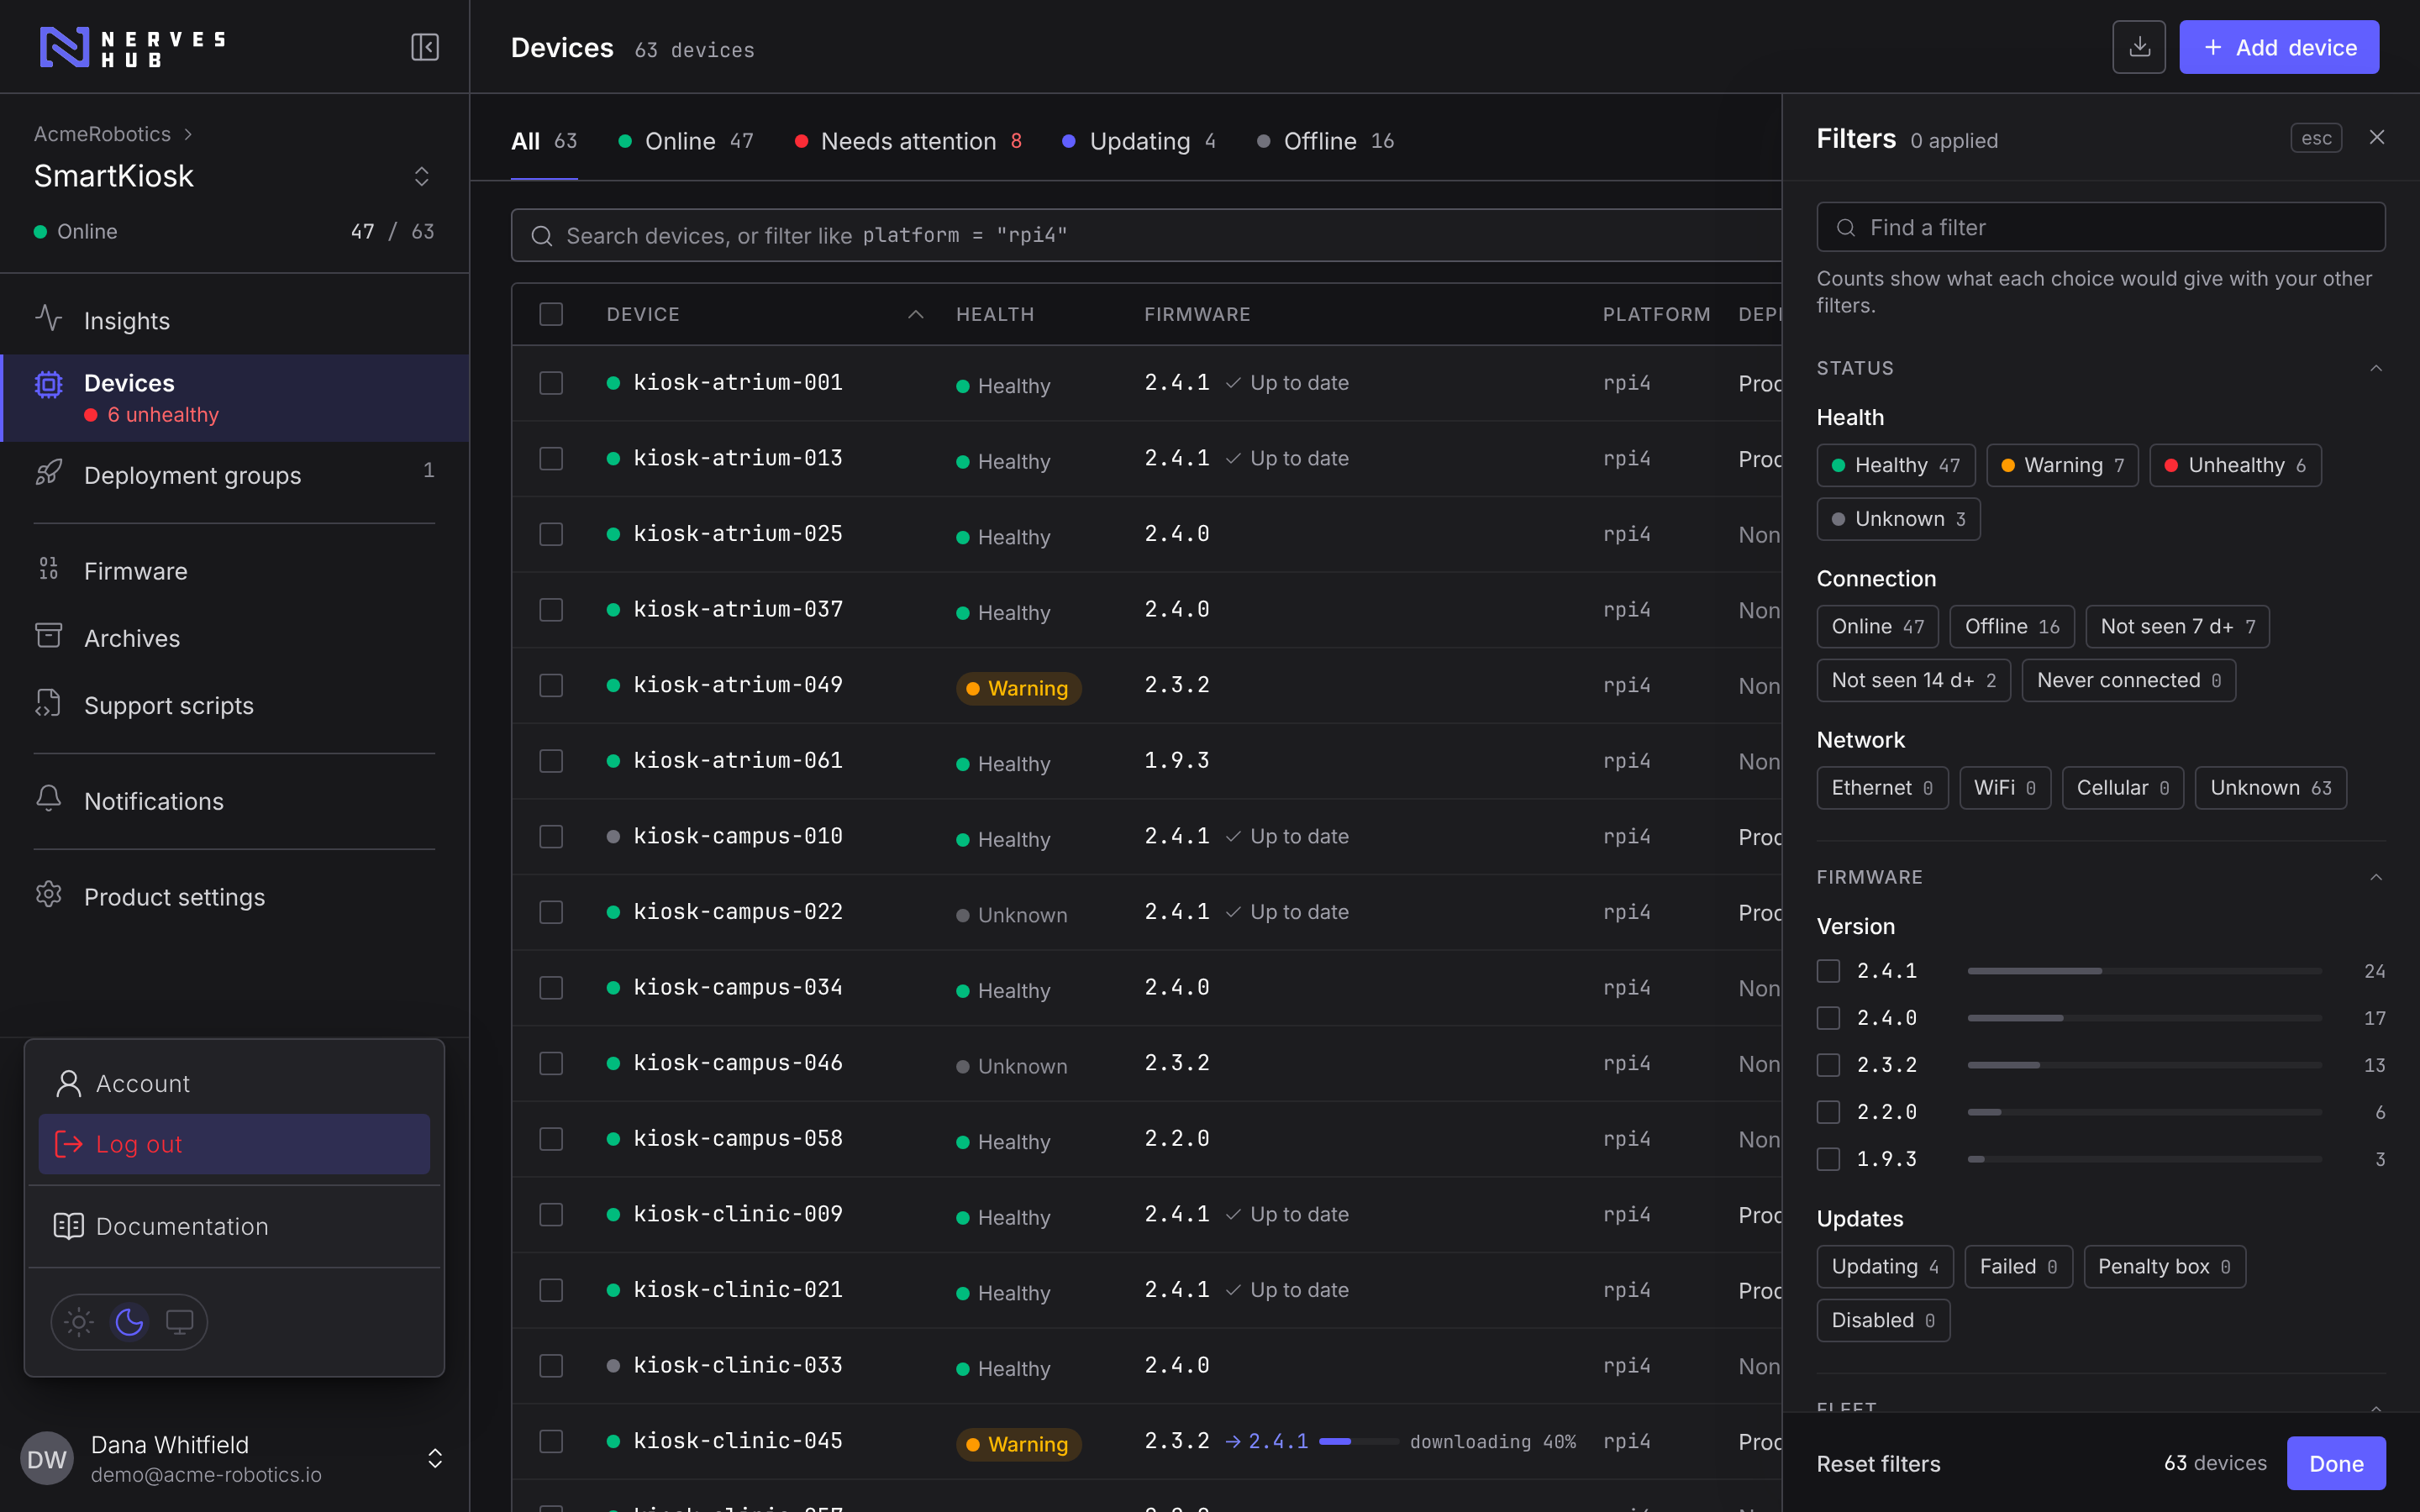 NERVES
HUB
AcmeRobotics
SmartKiosk
Online 47 / 63
Insights
Devices
6 unhealthy
Deployment groups 1
Firmware
Archives
Support scripts
Notifications
Product settings
Account
Log out
Documentation
DW
Dana Whitfield
demo@acme-robotics.io
Devices 63 devices
Add device
All 63 Online 47 Needs attention 8 Updating 4 Offline 16
Search devices, or filter like platform = "rpi4"
DEVICE HEALTH FIRMWARE PLATFORM
kiosk-atrium-001 Healthy 2.4.1 Up to date rpi4
kiosk-atrium-013 Healthy 2.4.1 Up to date rpi4
kiosk-atrium-025 Healthy 2.4.0 rpi4
kiosk-atrium-037 Healthy 2.4.0 rpi4
kiosk-atrium-049 Warning 2.3.2 rpi4
kiosk-atrium-061 Healthy 1.9.3 rpi4
kiosk-campus-010 Healthy 2.4.1 Up to date rpi4
kiosk-campus-022 Unknown 2.4.1 Up to date rpi4
kiosk-campus-034 Healthy 2.4.0 rpi4
kiosk-campus-046 Unknown 2.3.2 rpi4
kiosk-campus-058 Healthy 2.2.0 rpi4
kiosk-clinic-009 Healthy 2.4.1 Up to date rpi4
kiosk-clinic-021 Healthy 2.4.1 Up to date rpi4
kiosk-clinic-033 Healthy 2.4.0 rpi4
kiosk-clinic-045 Warning 2.3.2 → 2.4.1 downloading 40% rpi4
Filters 0 applied esc
Find a filter
Counts show what each choice would give with your other
filters.
STATUS
Health
Healthy 47 Warning 7 Unhealthy 6
Unknown 3
Connection
Online 47 Offline 16 Not seen 7 d+ 7
Not seen 14 d+ 2 Never connected 0
Network
Ethernet 0 WiFi 0 Cellular 0 Unknown 63
FIRMWARE
Version
2.4.1 24
2.4.0 17
2.3.2 13
2.2.0 6
1.9.3 3
Updates
Updating 4 Failed 0 Penalty box 0
Disabled 0
FLEET
Reset filters 63 devices Done